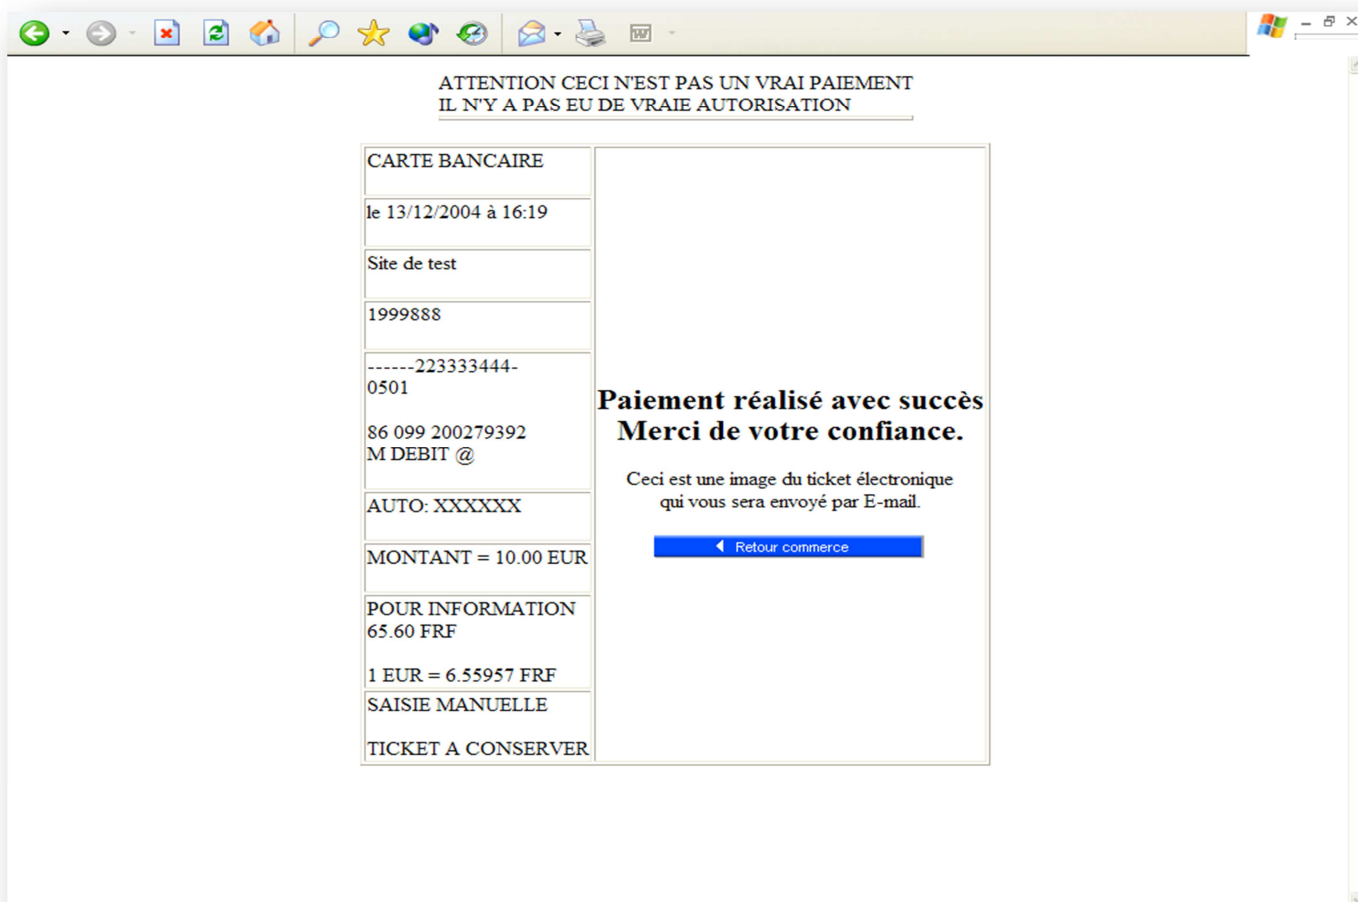 ATTENTION CECI N'EST PAS UN VRAI PAIEMENT
IL N'Y A PAS EU DE VRAIE AUTORISATION
CARTE BANCAIRE
le 13/12/2004 à 16:19
Site de test
1999888
------223333444-
0501
86 099 200279392
M DEBIT @
AUTO: XXXXXX
MONTANT = 10.00 EUR
POUR INFORMATION
65.60 FRF
1 EUR = 6.55957 FRF
SAISIE MANUELLE
TICKET A CONSERVER
Paiement réalisé avec succès
Merci de votre confiance.
Ceci est une image du ticket électronique
qui vous sera envoyé par E-mail.
Retour commerce